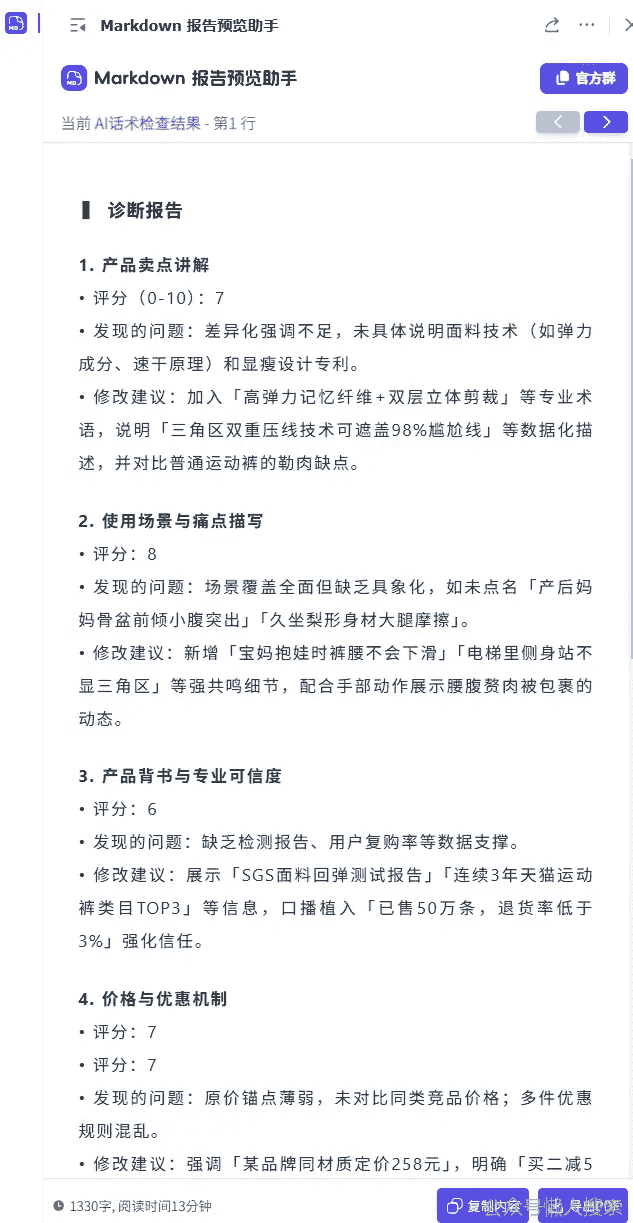 Markdown 报告预览助手
Markdown 报告预览助手
官方群
当前 AI话术检查结果 - 第1 行
诊断报告
1. 产品卖点讲解
• 评分（0-10）：7
• 发现的问题：差异化强调不足，未具体说明面料技术（如弹力
成分、速干原理）和显瘦设计专利。
• 修改建议：加入「高弹力记忆纤维+双层立体剪裁」等专业术
语，说明「三角区双重压线技术可遮盖98%尴尬线」等数据化描
述，并对比普通运动裤的勒肉缺点。
2. 使用场景与痛点描写
• 评分：8
• 发现的问题：场景覆盖全面但缺乏具象化，如未点名「产后妈
妈骨盆前倾小腹突出」「久坐梨形身材大腿摩擦」。
• 修改建议：新增「宝妈抱娃时裤腰不会下滑」「电梯里侧身站不
显三角区」等强共鸣细节，配合手部动作展示腰腹赘肉被包裹的
动态。
3. 产品背书与专业可信度
• 评分：6
• 发现的问题：缺乏检测报告、用户复购率等数据支撑。
• 修改建议：展示「SGS面料回弹测试报告」「连续3年天猫运动
裤类目TOP3」等信息，口播植入「已售50万条，退货率低于
3%」强化信任。
4. 价格与优惠机制
• 评分：7
• 评分：7
• 发现的问题：原价锚点薄弱，未对比同类竞品价格；多件优惠
规则混乱。
• 修改建议：强调「某品牌同材质定价258元」，明确「买二减5
1330字, 阅读时间13分钟
复制内容
导出PDF
公众号懒人搜索